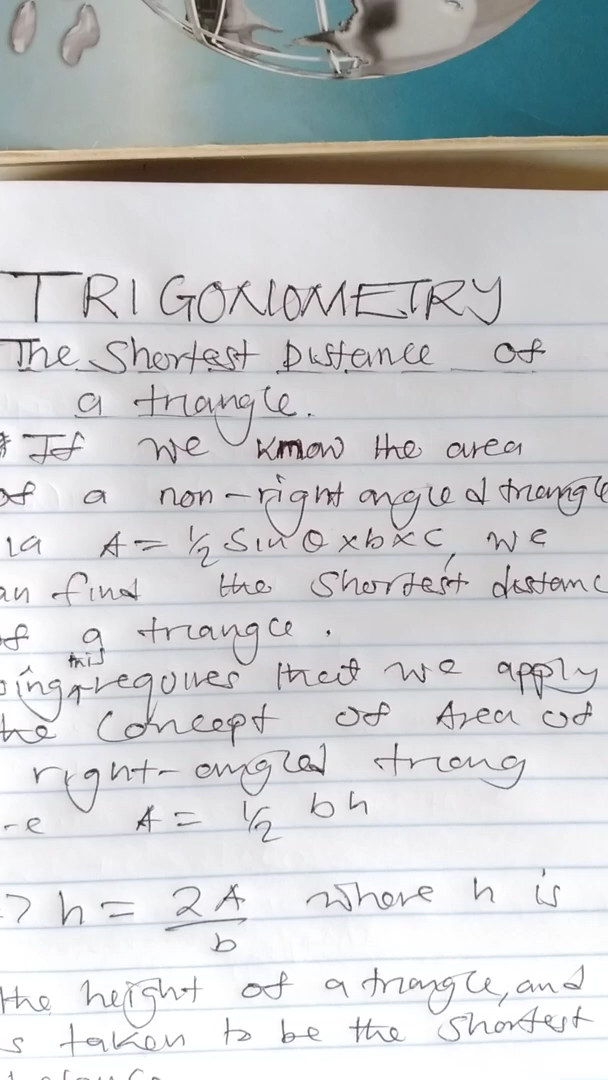 TRIGONOMETRY
The Shortest Distance of
a triangle.
* If we know the area
of a non-right angled triangle
A = ½ Sin θ x b x c, we
find the Shortest distanc
of a triangle.
this requires that we apply
the Concept of Area of
right-angled triang
A = ½ bh
h = 2A/b where h is
the height of a triangle, and
s taken to be the shortest